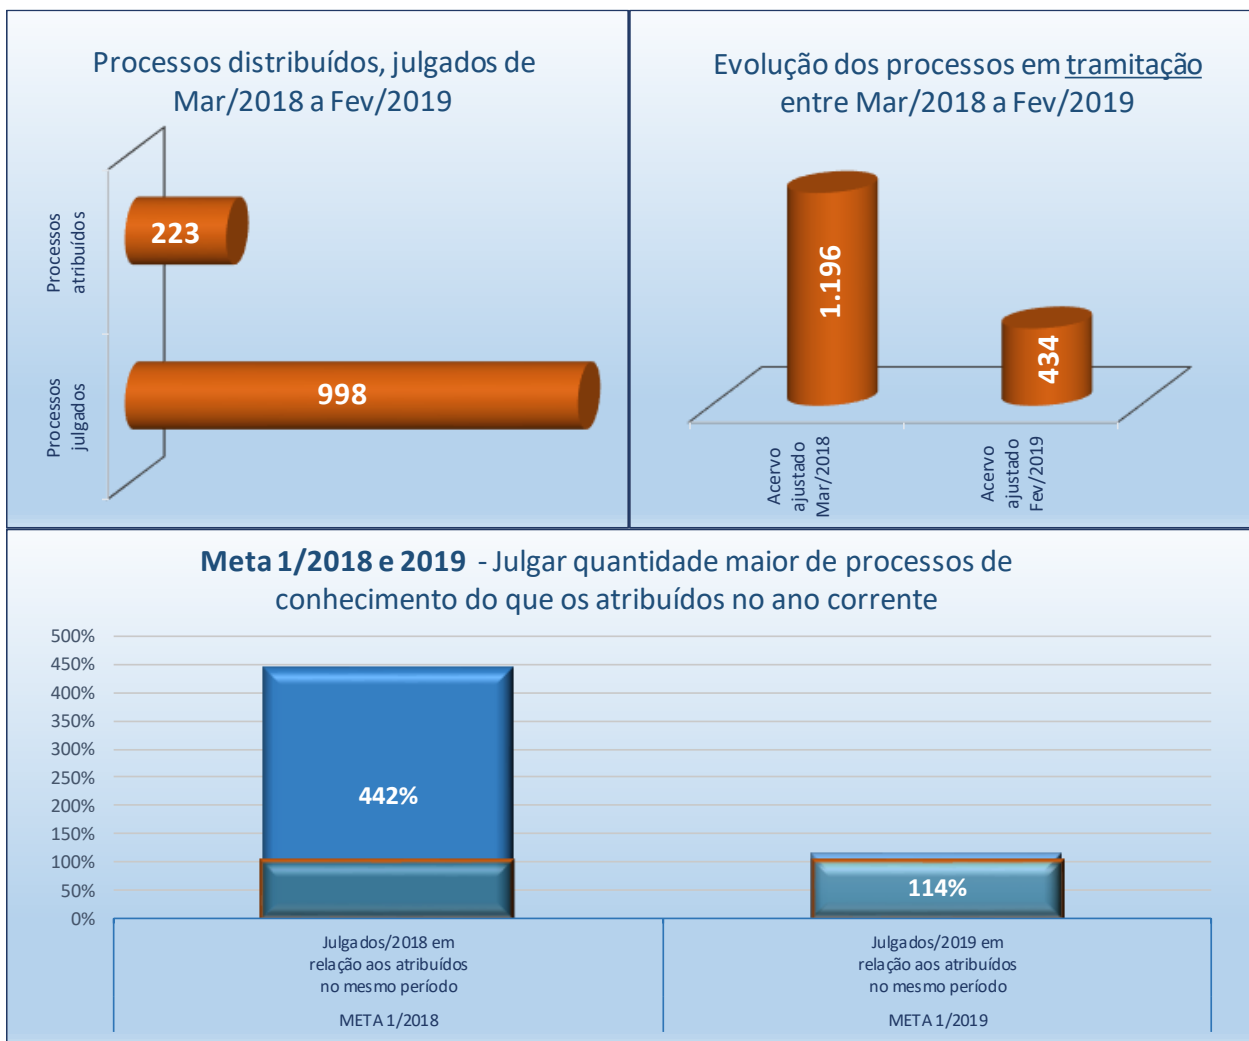 Processos distribuídos, julgados de
Mar/2018 a Fev/2019
Processos
atribuídos
223
Processos
julgados
998
Evolução dos processos em tramitação
entre Mar/2018 a Fev/2019
1.196
434
Acervo
ajustado
Mar/2018
Acervo
ajustado
Fev/2019
Meta 1/2018 e 2019 - Julgar quantidade maior de processos de
conhecimento do que os atribuídos no ano corrente
500%
450%
400%
350%
300%
250%
200%
150%
100%
50%
0%
442%
114%
Julgados/2018 em
relação aos atribuídos
no mesmo período
META 1/2018
Julgados/2019 em
relação aos atribuídos
no mesmo período
META 1/2019